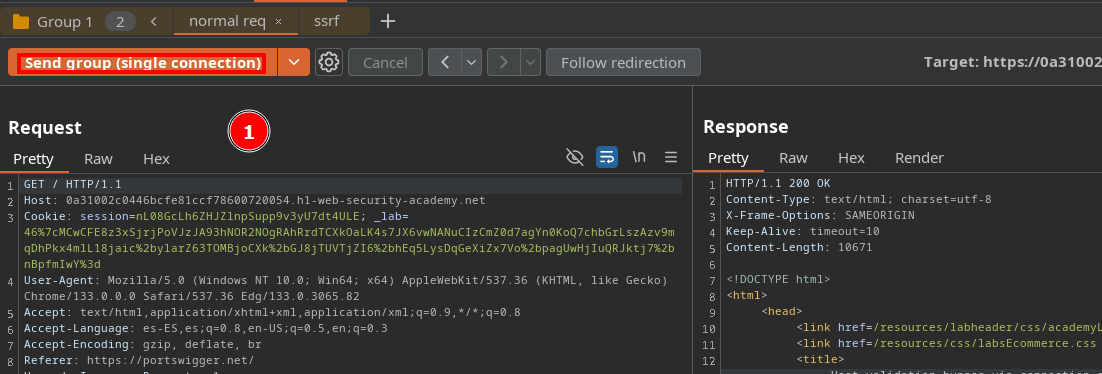 Group 1 2 < normal req × ssrf +
Send group (single connection) Cancel < > Follow redirection Target: https://0a31002
Request 1
Response
Pretty Raw Hex \n
Pretty Raw Hex Render
1 GET / HTTP/1.1
2 Host: 0a31002c0446bcfe81ccf78600720054.h1-web-security-academy.net
3 Cookie: session=nL08GcLh6ZHJZlnpSupp9v3yU7dt4ULE; _lab=
46%7cMCwCFE8z3xSjrjPoVJzJA93hNOR2NOgRAhRrdTCXkOaLK4s7JX6vwNANuCIzCmZ0d7agYn0KoQ7chbGrLszAzv9m
qDhPkx4mlL18jaic%2bylarZ63TOMBjoCXk%2bGJ8jTUVTjZI6%2bhEq5LysDqGeXiZx7Vo%2bpagUwHjIuQRJktj7%2b
nBpfmIwY%3d
4 User-Agent: Mozilla/5.0 (Windows NT 10.0; Win64; x64) AppleWebKit/537.36 (KHTML, like Gecko)
Chrome/133.0.0.0 Safari/537.36 Edg/133.0.3065.82
5 Accept: text/html,application/xhtml+xml,application/xml;q=0.9,*/*;q=0.8
6 Accept-Language: es-ES,es;q=0.8,en-US;q=0.5,en;q=0.3
7 Accept-Encoding: gzip, deflate, br
8 Referer: https://portswigger.net/
1 HTTP/1.1 200 OK
2 Content-Type: text/html; charset=utf-8
3 X-Frame-Options: SAMEORIGIN
4 Keep-Alive: timeout=10
5 Content-Length: 10671
6
7 <!DOCTYPE html>
8 <html>
9 <head>
10 <link href=/resources/labheader/css/academyL
11 <link href=/resources/css/labsEcommerce.css
12 <title>